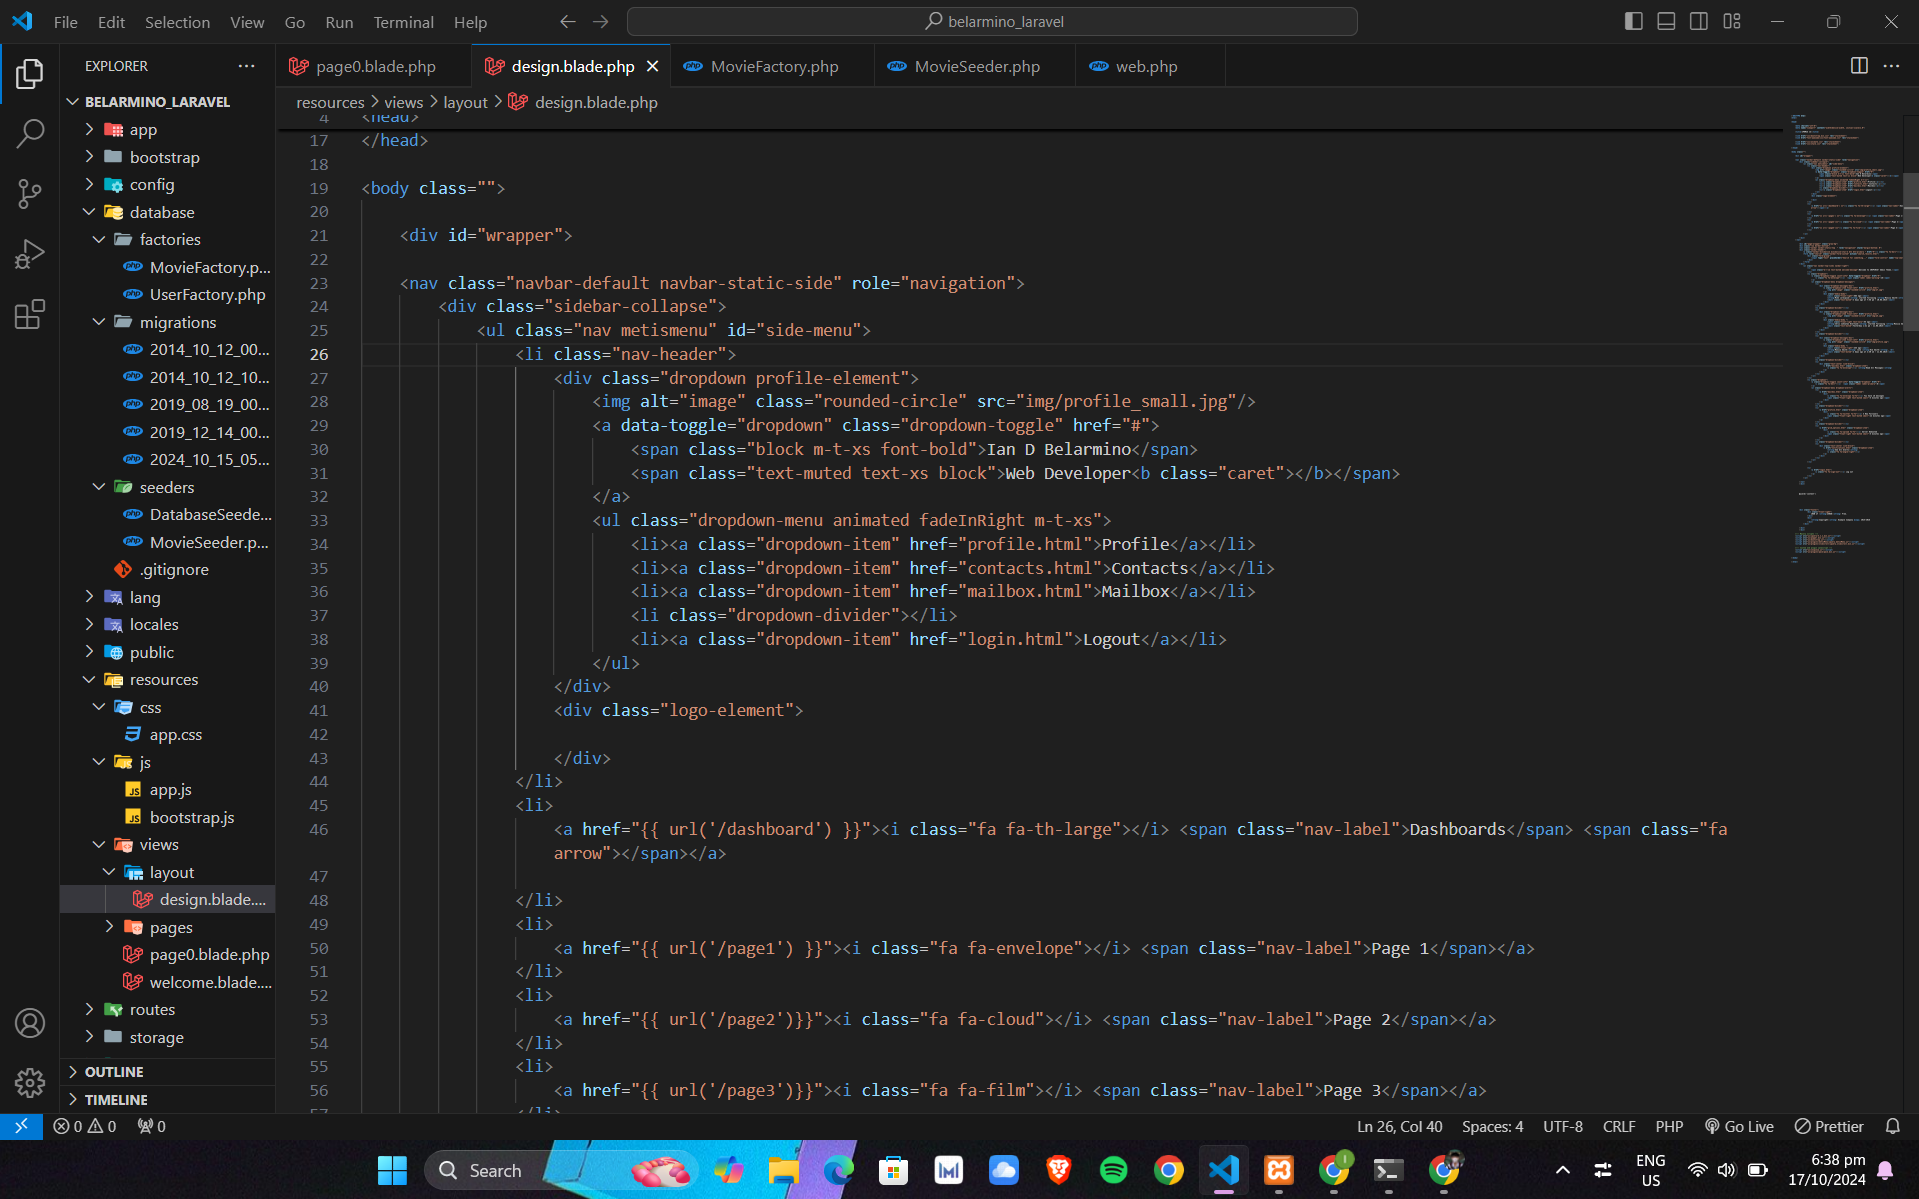 File Edit Selection View Go Run Terminal Help
belarmino_laravel
EXPLORER
page0.blade.php
design.blade.php
MovieFactory.php
MovieSeeder.php
web.php
BELARMINO_LARAVEL
resources > views > layout > design.blade.php
app
bootstrap
config
database
factories
MovieFactory.p...
UserFactory.php
migrations
2014_10_12_00...
2014_10_12_10...
2019_08_19_00...
2019_12_14_00...
2024_10_15_05...
seeders
DatabaseSeede...
MovieSeeder.p...
.gitignore
lang
locales
public
resources
css
app.css
js
JS app.js
JS bootstrap.js
views
layout
design.blade....
pages
page0.blade.php
welcome.blade....
routes
storage
OUTLINE
TIMELINE
4 <head>
17 </head>
18
19 <body class="">
20
21 <div id="wrapper">
22
23 <nav class="navbar-default navbar-static-side" role="navigation">
24 <div class="sidebar-collapse">
25 <ul class="nav metismenu" id="side-menu">
26 <li class="nav-header">
27 <div class="dropdown profile-element">
28 <img alt="image" class="rounded-circle" src="img/profile_small.jpg"/>
29 <a data-toggle="dropdown" class="dropdown-toggle" href="#">
30 <span class="block m-t-xs font-bold">Ian D Belarmino</span>
31 <span class="text-muted text-xs block">Web Developer<b class="caret"></b></span>
32 </a>
33 <ul class="dropdown-menu animated fadeInRight m-t-xs">
34 <li><a class="dropdown-item" href="profile.html">Profile</a></li>
35 <li><a class="dropdown-item" href="contacts.html">Contacts</a></li>
36 <li><a class="dropdown-item" href="mailbox.html">Mailbox</a></li>
37 <li class="dropdown-divider"></li>
38 <li><a class="dropdown-item" href="login.html">Logout</a></li>
39 </ul>
40 </div>
41 <div class="logo-element">
42
43 </div>
44 </li>
45 <li>
46 <a href="{{ url('/dashboard') }}"><i class="fa fa-th-large"></i> <span class="nav-label">Dashboards</span> <span class="fa
arrow"></span></a>
47
48 </li>
49 <li>
50 <a href="{{ url('/page1') }}"><i class="fa fa-envelope"></i> <span class="nav-label">Page 1</span></a>
51 </li>
52 <li>
53 <a href="{{ url('/page2')}}"><i class="fa fa-cloud"></i> <span class="nav-label">Page 2</span></a>
54 </li>
55 <li>
56 <a href="{{ url('/page3')}}"><i class="fa fa-film"></i> <span class="nav-label">Page 3</span></a>
57 </li>
0 0 0
Ln 26, Col 40 Spaces: 4 UTF-8 CRLF PHP Go Live Prettier
Search
ENG
US
6:38 pm
17/10/2024